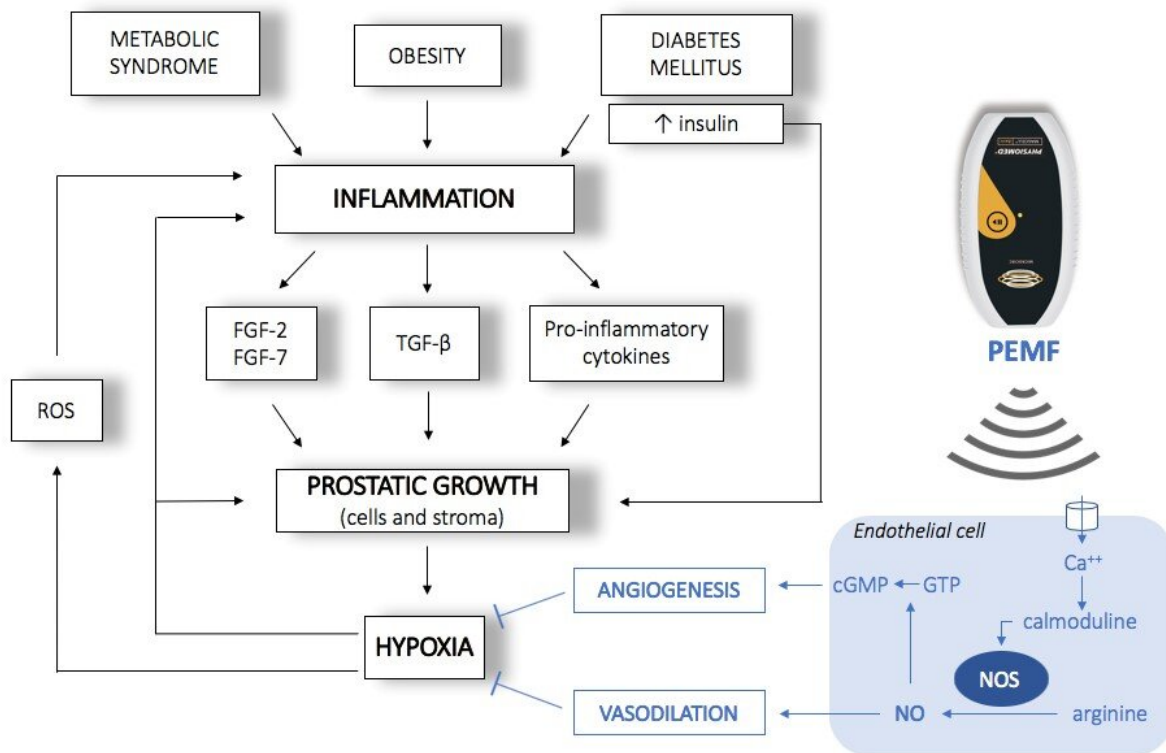 METABOLIC
SYNDROME
OBESITY
DIABETES
MELLITUS
↑ insulin
INFLAMMATION
FGF-2
FGF-7
TGF-β
Pro-inflammatory
cytokines
ROS
PROSTATIC GROWTH
(cells and stroma)
HYPOXIA
ANGIOGENESIS
VASODILATION
PHYSIOMED
PEMF
Endothelial cell
Ca⁺⁺
cGMP
GTP
calmoduline
NOS
NO
arginine